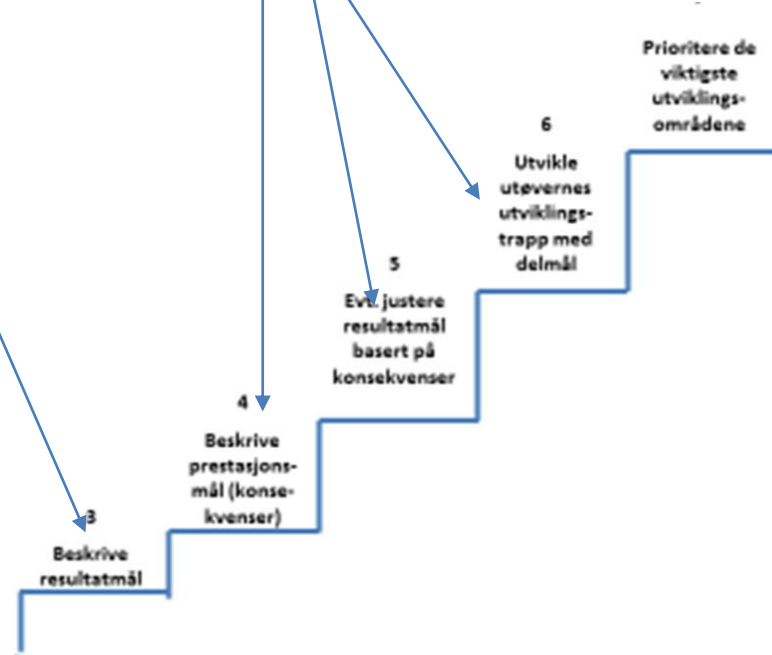 Prioritere de
viktigste
utviklings-
områdene
6
Utvikle
utøvernes
utviklings-
trapp med
delmål
5
Evt. justere
resultatmål
basert på
konsekvenser
4
Beskrive
prestasjons-
mål (konse-
kvenser)
3
Beskrive
resultatmål